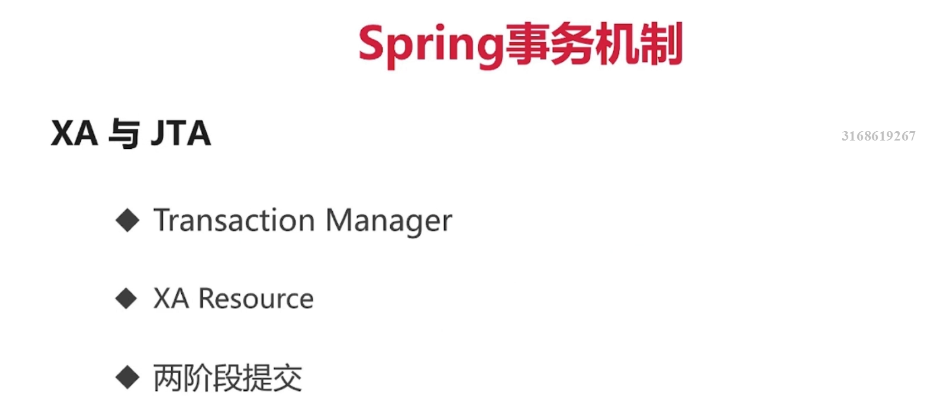 Spring事务机制
XA 与 JTA
3168619267
◆ Transaction Manager
◆ XA Resource
◆ 两阶段提交